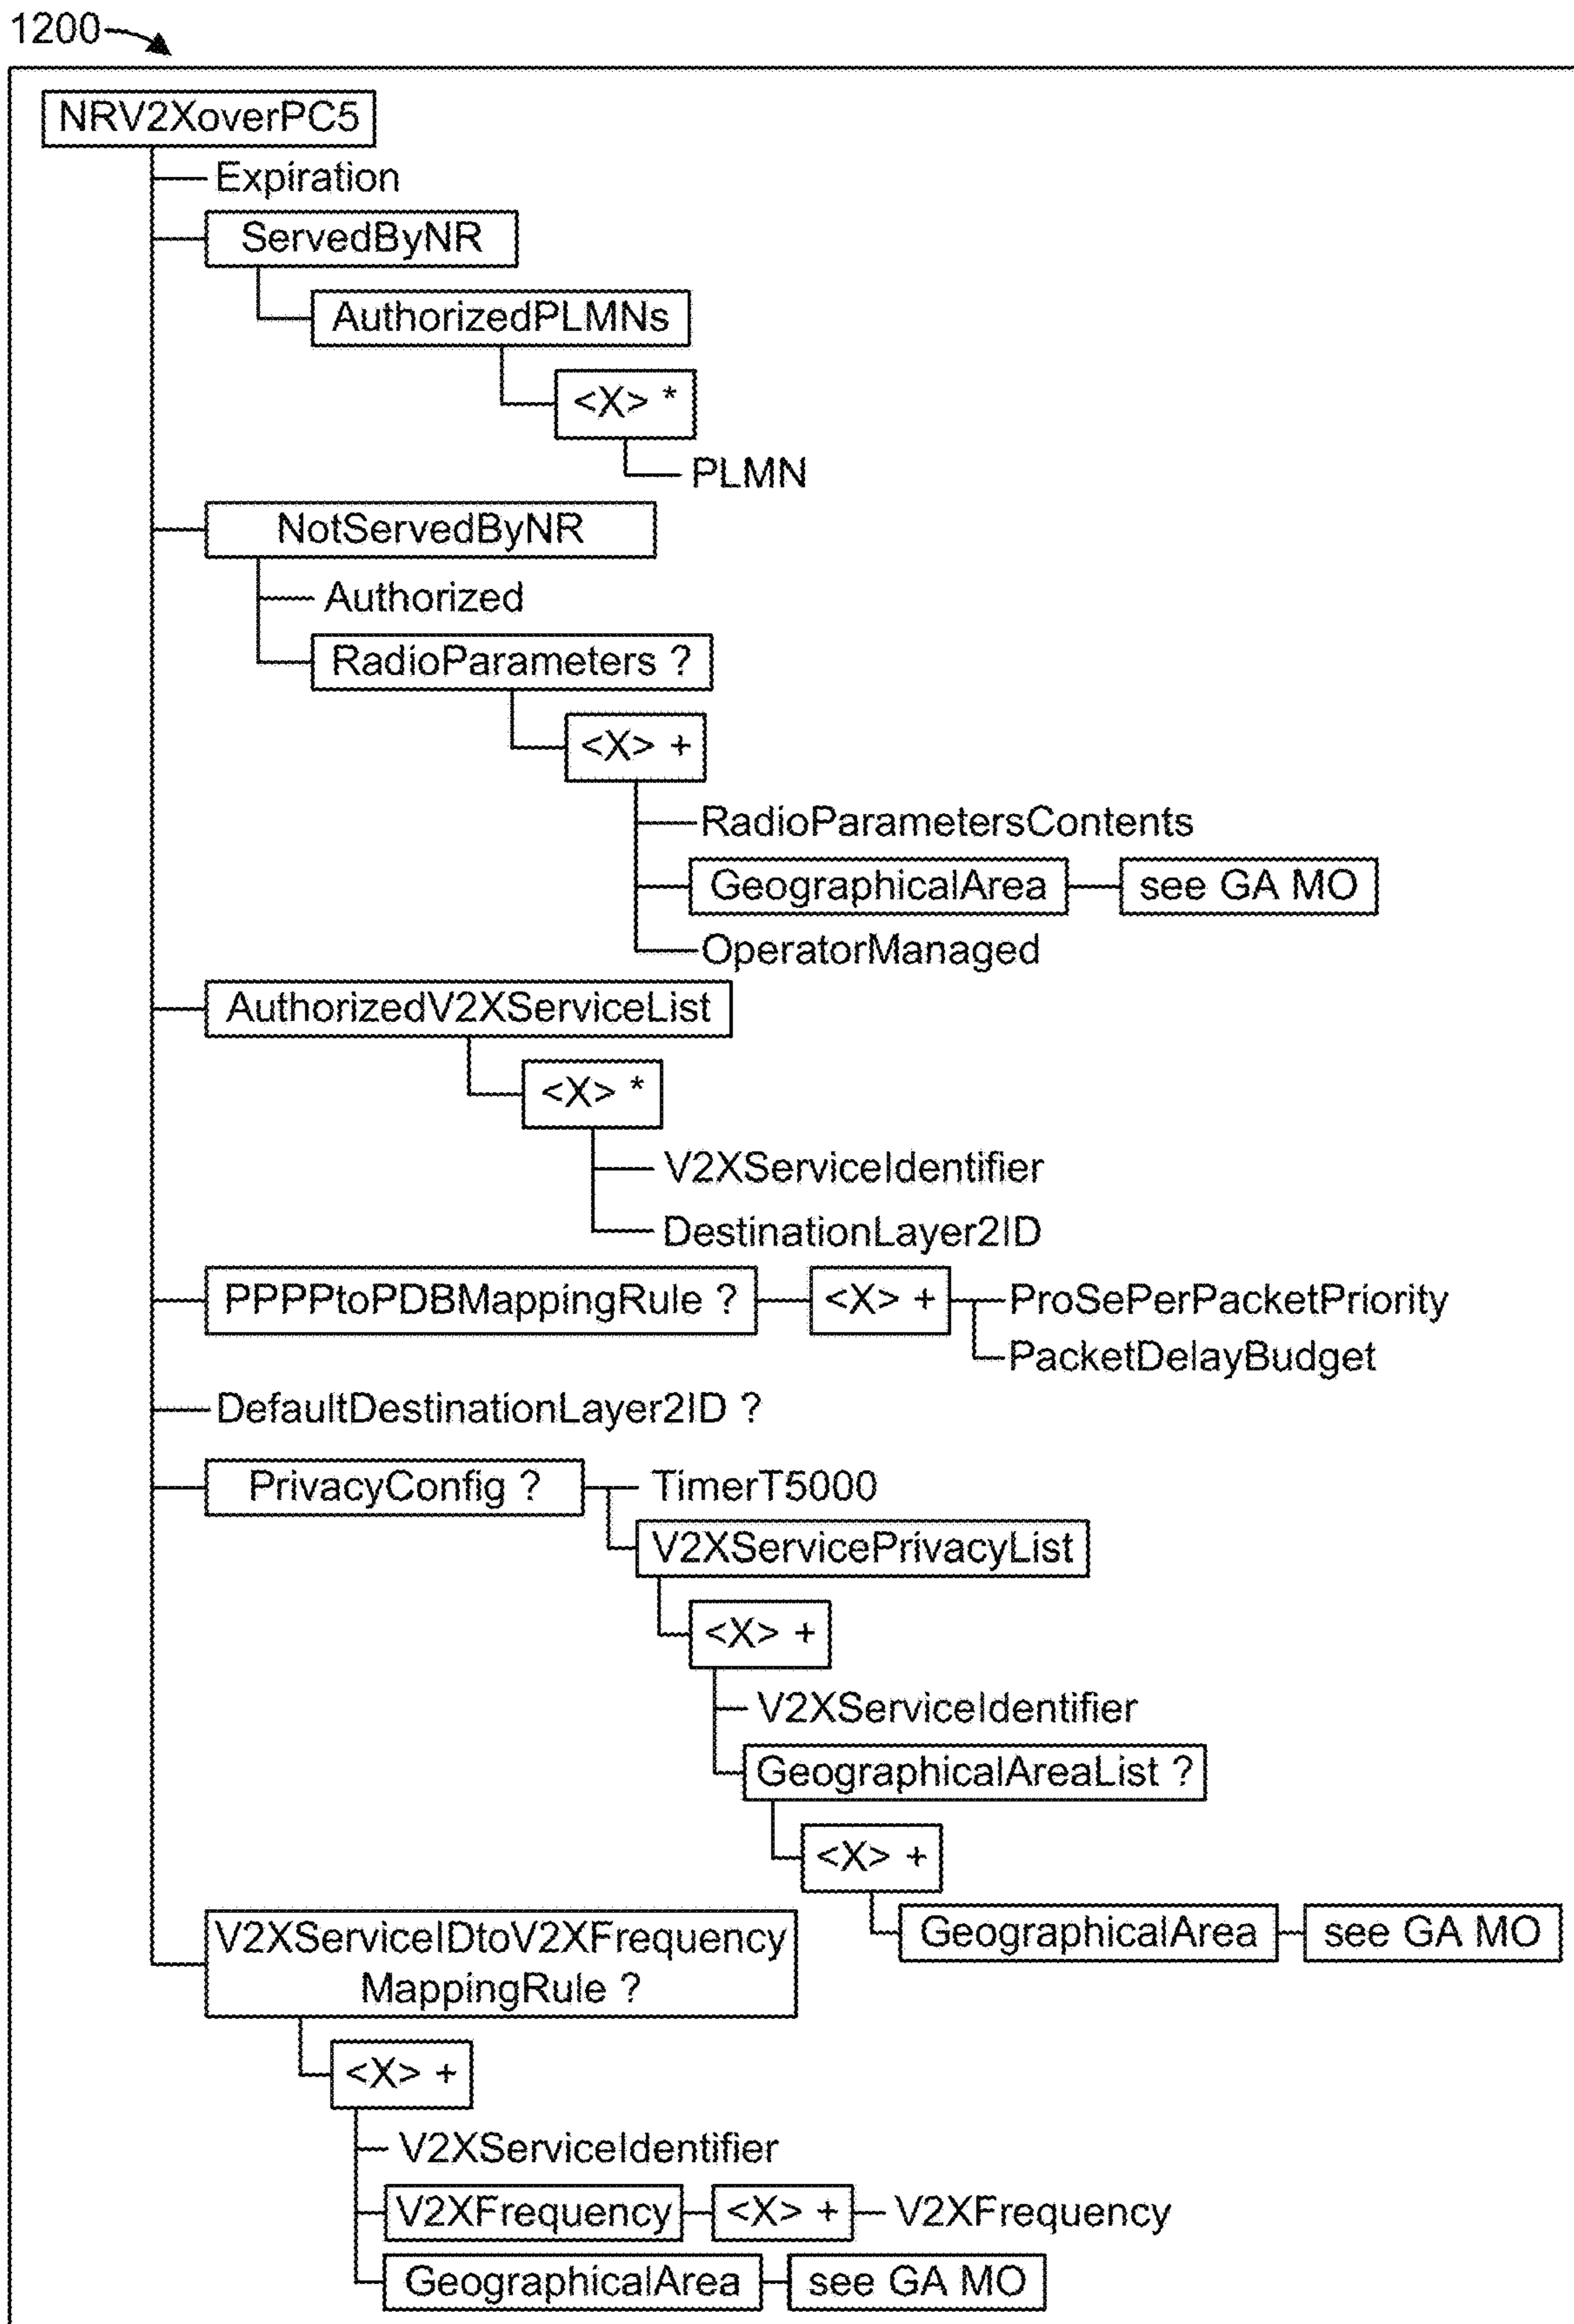 1200
NRV2XoverPC5
Expiration
ServedByNR
AuthorizedPLMNs
<X> *
PLMN
NotServedByNR
Authorized
RadioParameters ?
<X> +
RadioParametersContents
GeographicalArea see GA MO
OperatorManaged
AuthorizedV2XServiceList
<X> *
V2XServiceIdentifier
DestinationLayer2ID
PPPPtoPDBMappingRule ? <X> + ProSePerPacketPriority
PacketDelayBudget
DefaultDestinationLayer2ID ?
PrivacyConfig ? TimerT5000
V2XServicePrivacyList
<X> +
V2XServiceIdentifier
GeographicalAreaList ?
<X> +
GeographicalArea see GA MO
V2XServiceIDtoV2XFrequency
MappingRule ?
<X> +
V2XServiceIdentifier
V2XFrequency <X> + V2XFrequency
GeographicalArea see GA MO